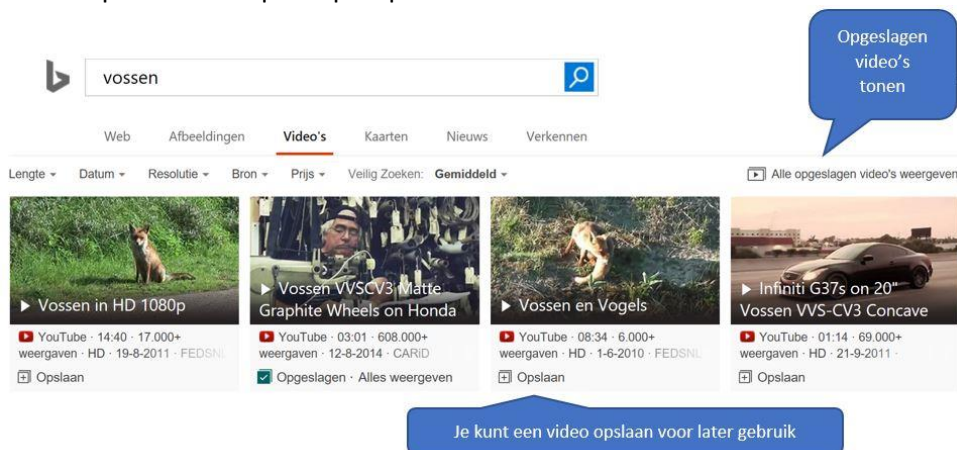 Opgeslagen
video's
tonen
vossen
Web Afbeeldingen Video's Kaarten Nieuws Verkennen
Lengte Datum Resolutie Bron Prijs Veilig Zoeken: Gemiddeld
Alle opgeslagen video's weergeven
Vossen in HD 1080p
YouTube · 14:40 · 17.000+
weergaven · HD · 19-8-2011 · FEDSNL
Opslaan
Vossen VVSCV3 Matte
Graphite Wheels on Honda
YouTube · 03:01 · 608.000+
weergaven · 12-8-2014 · CARiD
Opgeslagen · Alles weergeven
Vossen en Vogels
YouTube · 08:34 · 6.000+
weergaven · HD · 1-6-2010 · FEDSNL
Opslaan
Infiniti G37s on 20"
Vossen VVS-CV3 Concave
YouTube · 01:14 · 69.000+
weergaven · HD · 21-9-2011 ·
Opslaan
Je kunt een video opslaan voor later gebruik